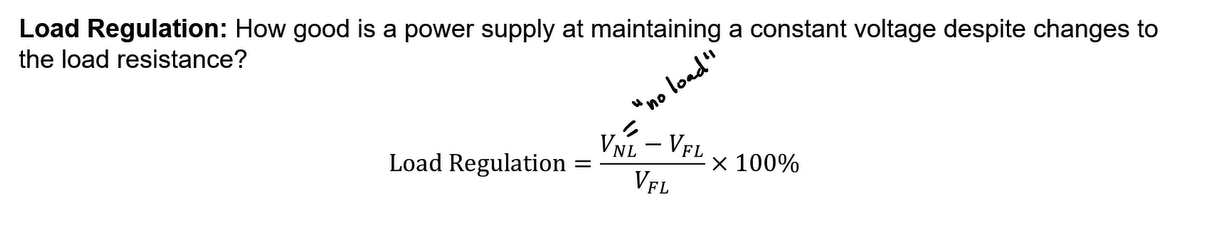 Load Regulation: How good is a power supply at maintaining a constant voltage despite changes to
the load resistance?
= "no load"
Load Regulation = (V_NL − V_FL) / V_FL × 100%